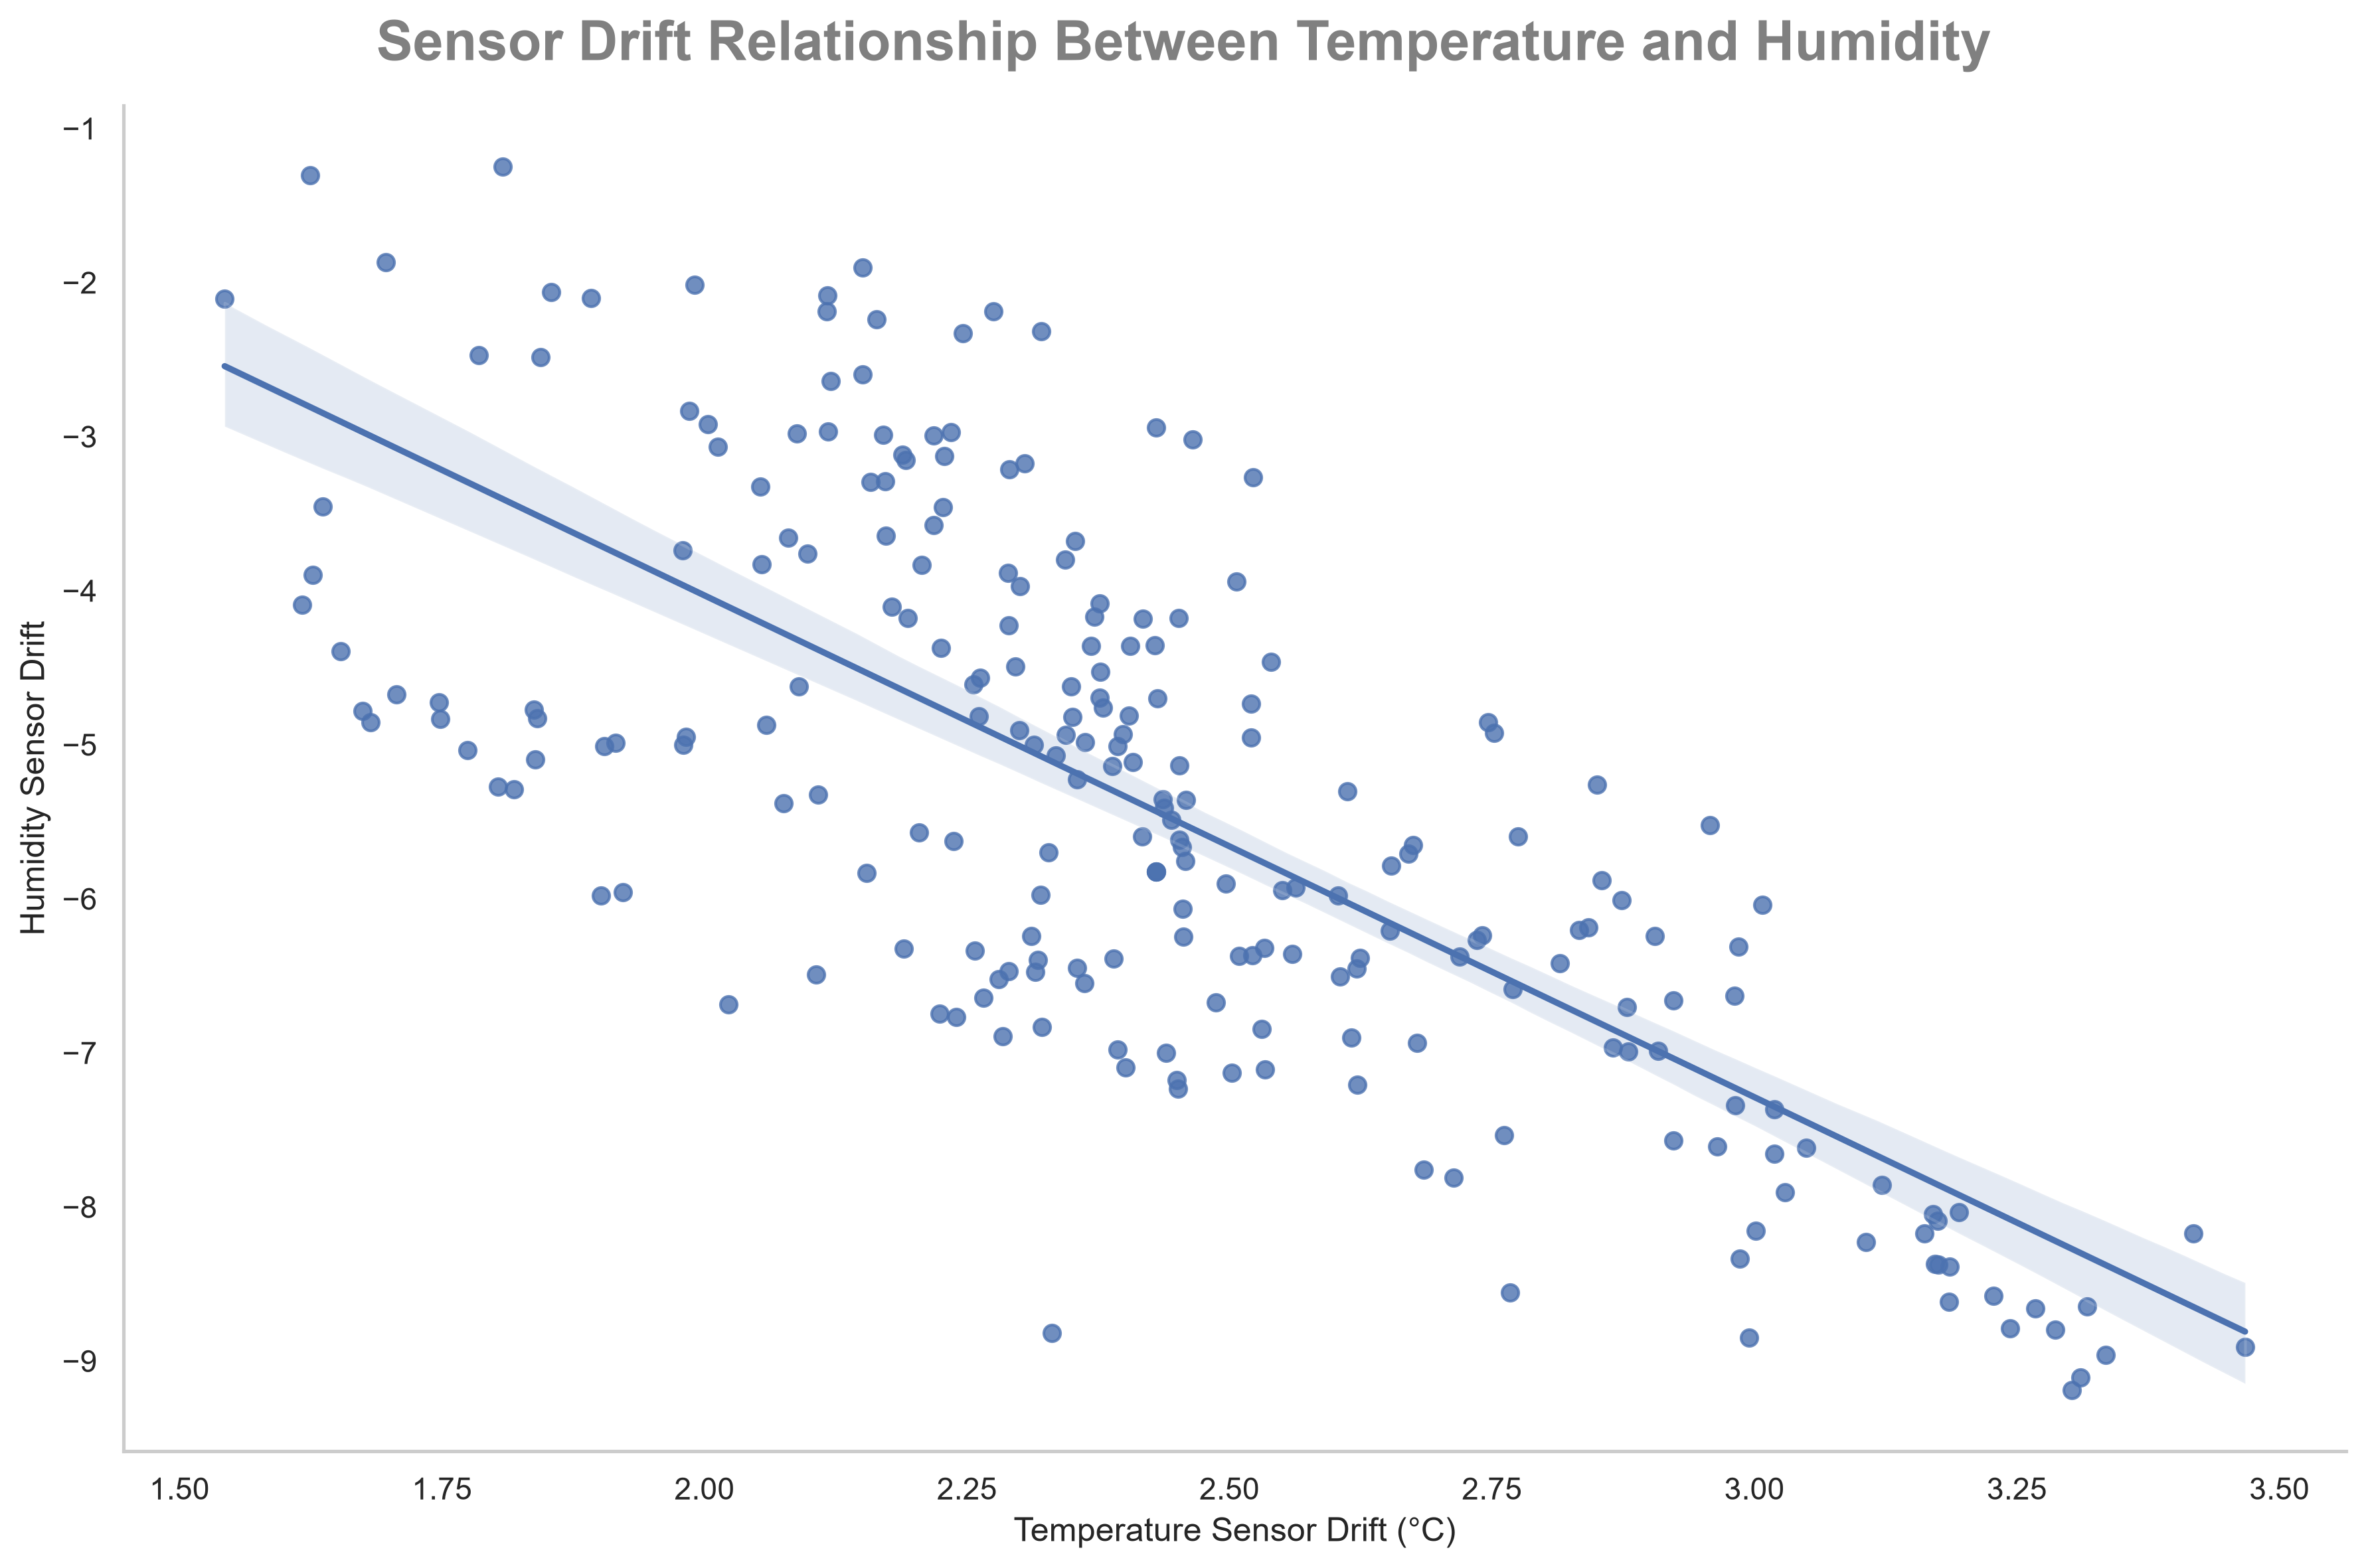 Sensor Drift Relationship Between Temperature and Humidity
Humidity Sensor Drift
−1
−2
−3
−4
−5
−6
−7
−8
−9
1.50 1.75 2.00 2.25 2.50 2.75 3.00 3.25 3.50
Temperature Sensor Drift (°C)